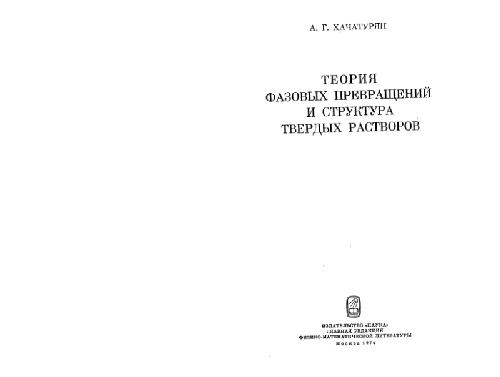 А. Г. ХАЧАТУРЯН
ТЕОРИЯ
ФАЗОВЫХ ПРЕВРАЩЕНИЙ
И СТРУКТУРА
ТВЕРДЫХ РАСТВОРОВ
ИЗДАТЕЛЬСТВО «НАУКА»
ГЛАВНАЯ РЕДАКЦИЯ
ФИЗИКО-МАТЕМАТИЧЕСКОЙ ЛИТЕРАТУРЫ
МОСКВА 1974